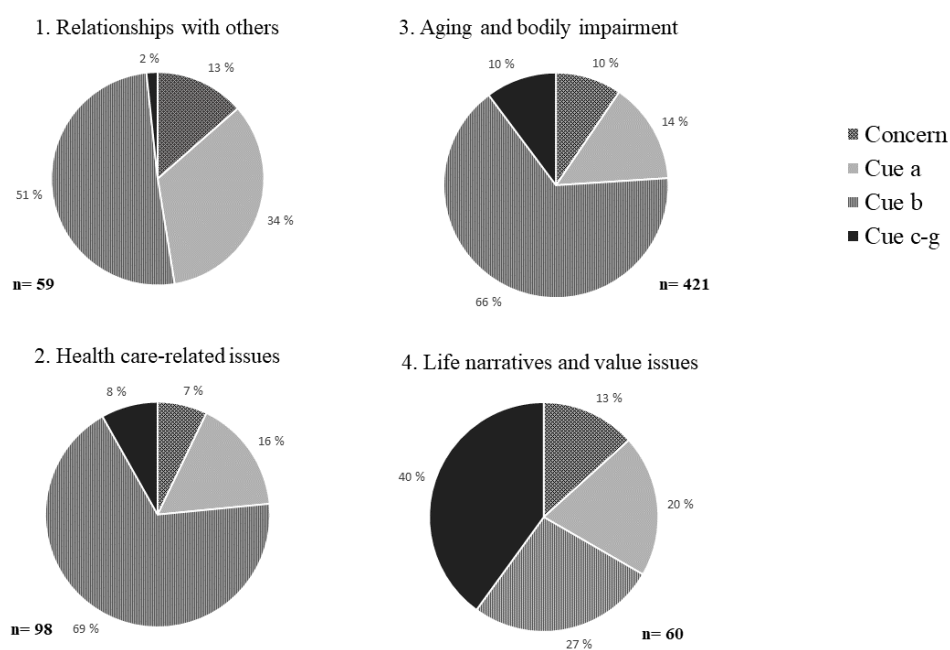 1. Relationships with others
2 %
13 %
34 %
51 %
n= 59
3. Aging and bodily impairment
10 %
10 %
14 %
66 %
n= 421
Concern
Cue a
Cue b
Cue c-g
2. Health care-related issues
8 %
7 %
16 %
69 %
n= 98
4. Life narratives and value issues
13 %
20 %
27 %
40 %
n= 60